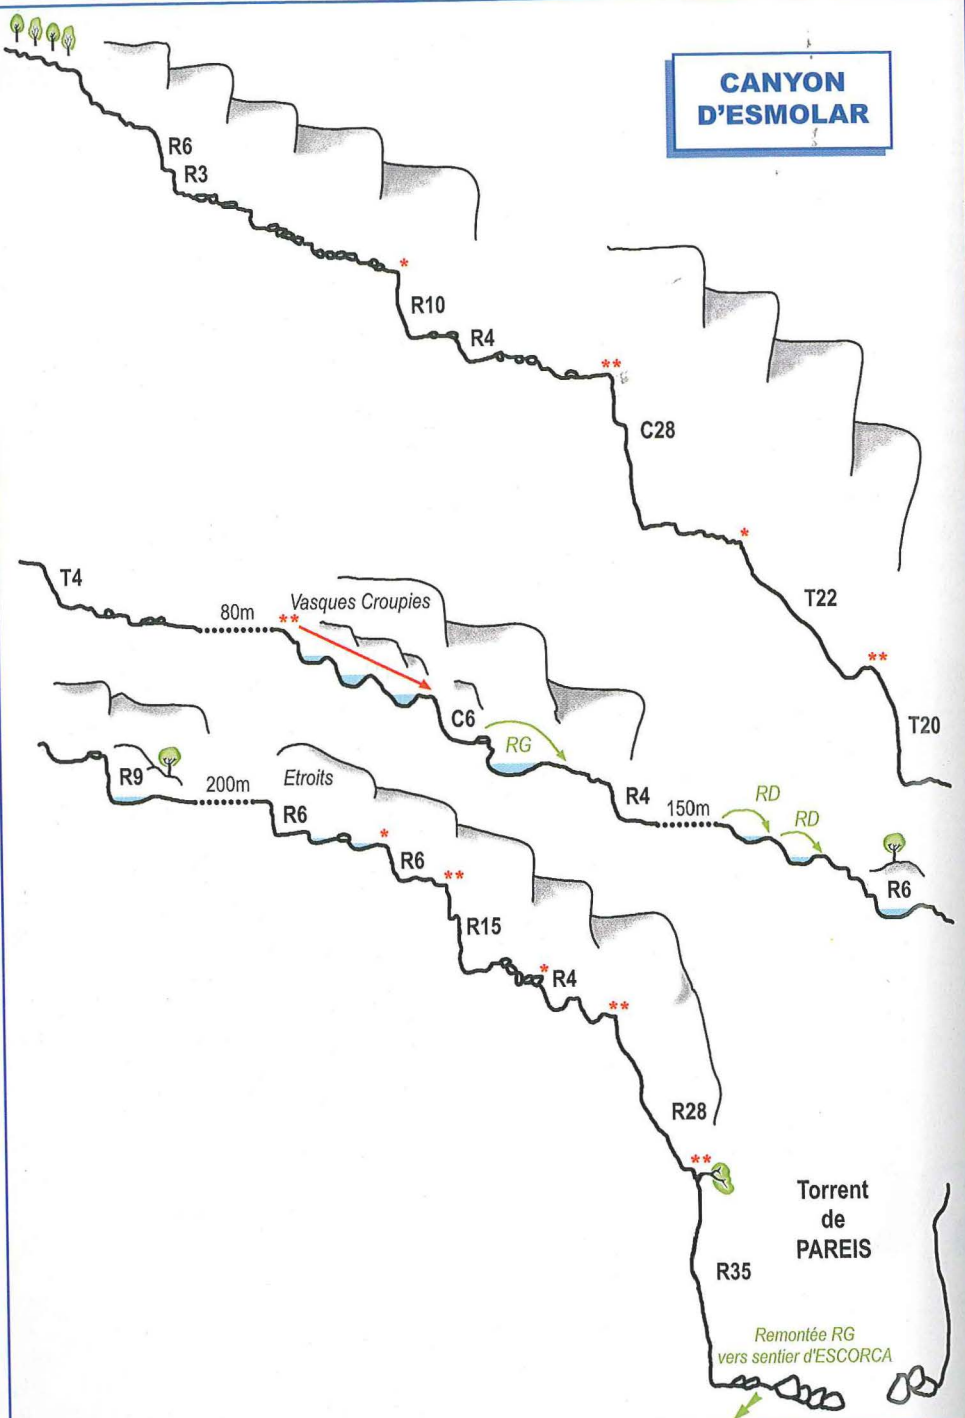 CANYON
D'ESMOLAR
R6
R3
*
R10
R4
**
C28
*
T22
**
T20
T4
80m
**
Vasques Croupies
C6
RG
R4
150m
RD
RD
R6
R9
200m
Etroits
R6
*
R6
**
R15
*
R4
**
R28
**
R35
Torrent
de
PAREIS
Remontée RG
vers sentier d'ESCORCA